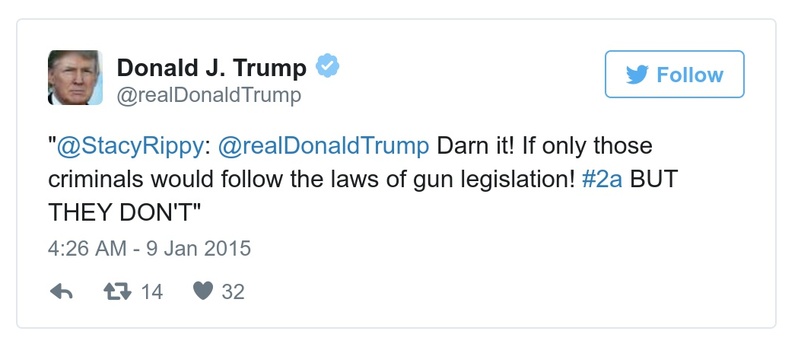 Donald J. Trump
@realDonaldTrump
Follow
"@StacyRippy: @realDonaldTrump Darn it! If only those
criminals would follow the laws of gun legislation! #2a BUT
THEY DON'T"
4:26 AM - 9 Jan 2015
14 32